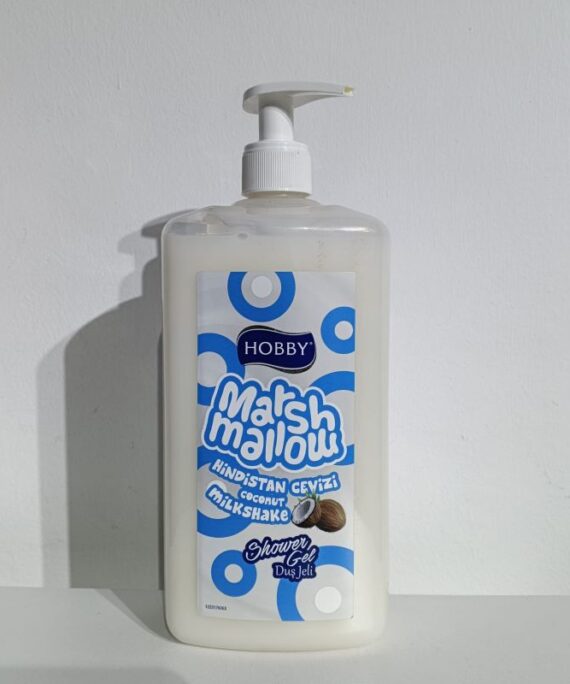 HOBBY®
Marsh
mallow
HiNDiSTAN CEViZi
COCONUT
MiLKSHAKE
Shower
Gel
Duş Jeli